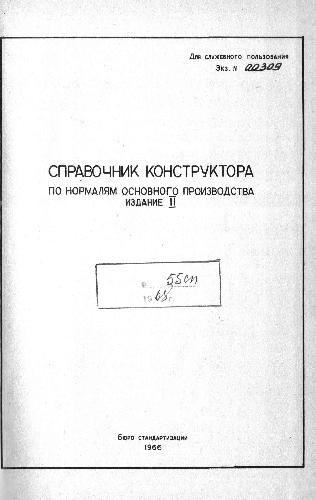 Для служебного пользования
Экз. № 00309
СПРАВОЧНИК КОНСТРУКТОРА
ПО НОРМАЛЯМ ОСНОВНОГО ПРОИЗВОДСТВА
ИЗДАНИЕ II
55сп
1968г.
Бюро стандартизации
1966